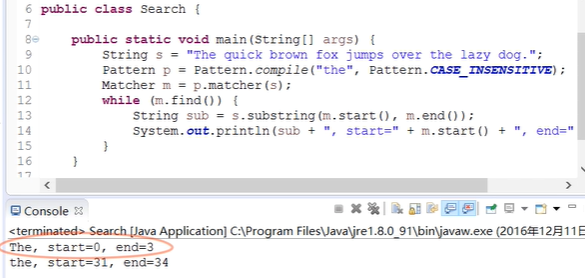 6 public class Search {
7
8 public static void main(String[] args) {
9 String s = "The quick brown fox jumps over the lazy dog.";
10 Pattern p = Pattern.compile("the", Pattern.CASE_INSENSITIVE);
11 Matcher m = p.matcher(s);
12 while (m.find()) {
13 String sub = s.substring(m.start(), m.end());
14 System.out.println(sub + ", start=" + m.start() + ", end="
15 }
16 }
17
Console
<terminated> Search [Java Application] C:\Program Files\Java\jre1.8.0_91\bin\javaw.exe (2016年12月11日
The, start=0, end=3
the, start=31, end=34